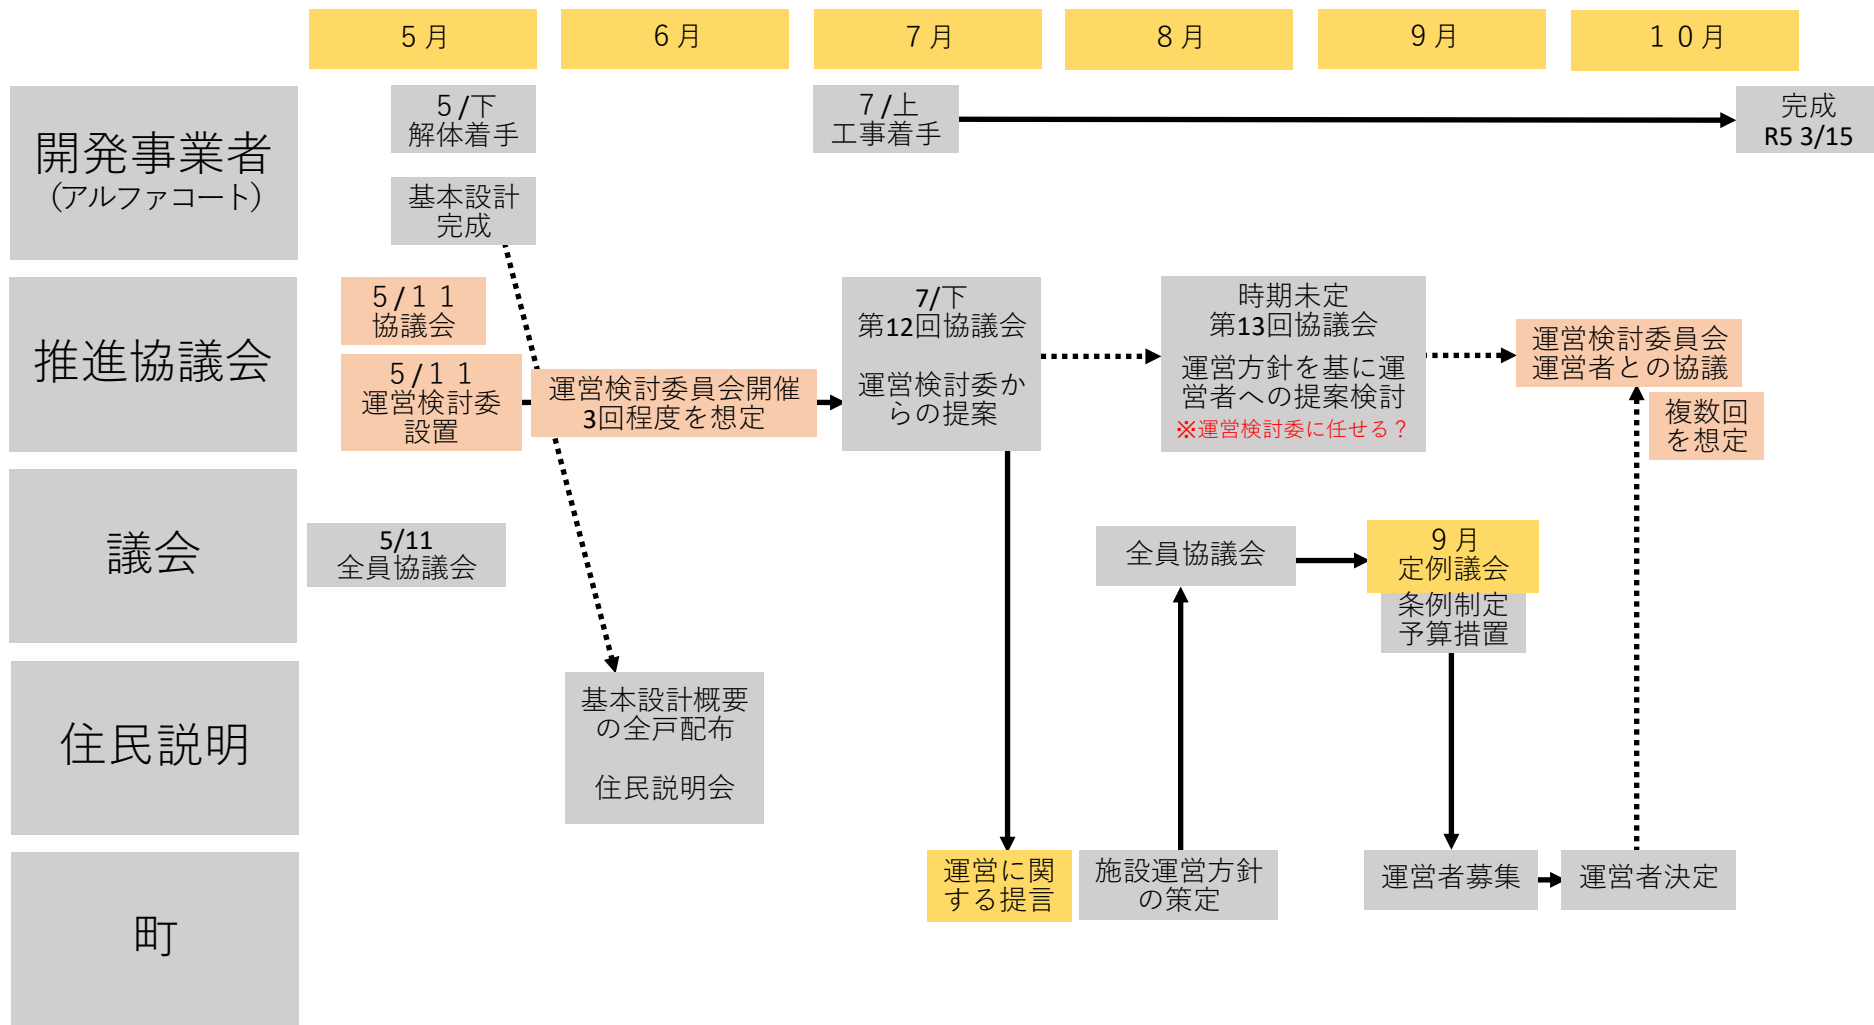 ５月
６月
７月
８月
９月
１０月
開発事業者
（アルファコート）
５/下
解体着手
７/上
工事着手
完成
R5 3/15
基本設計
完成
推進協議会
５/１１
協議会
５/１１
運営検討委
設置
運営検討委員会開催
3回程度を想定
7/下
第12回協議会
運営検討委か
らの提案
時期未定
第13回協議会
運営方針を基に運
営者への提案検討
※運営検討委に任せる？
運営検討委員会
運営者との協議
複数回
を想定
議会
5/11
全員協議会
全員協議会
９月
定例議会
条例制定
予算措置
住民説明
基本設計概要
の全戸配布
住民説明会
町
運営に関
する提言
施設運営方針
の策定
運営者募集
運営者決定